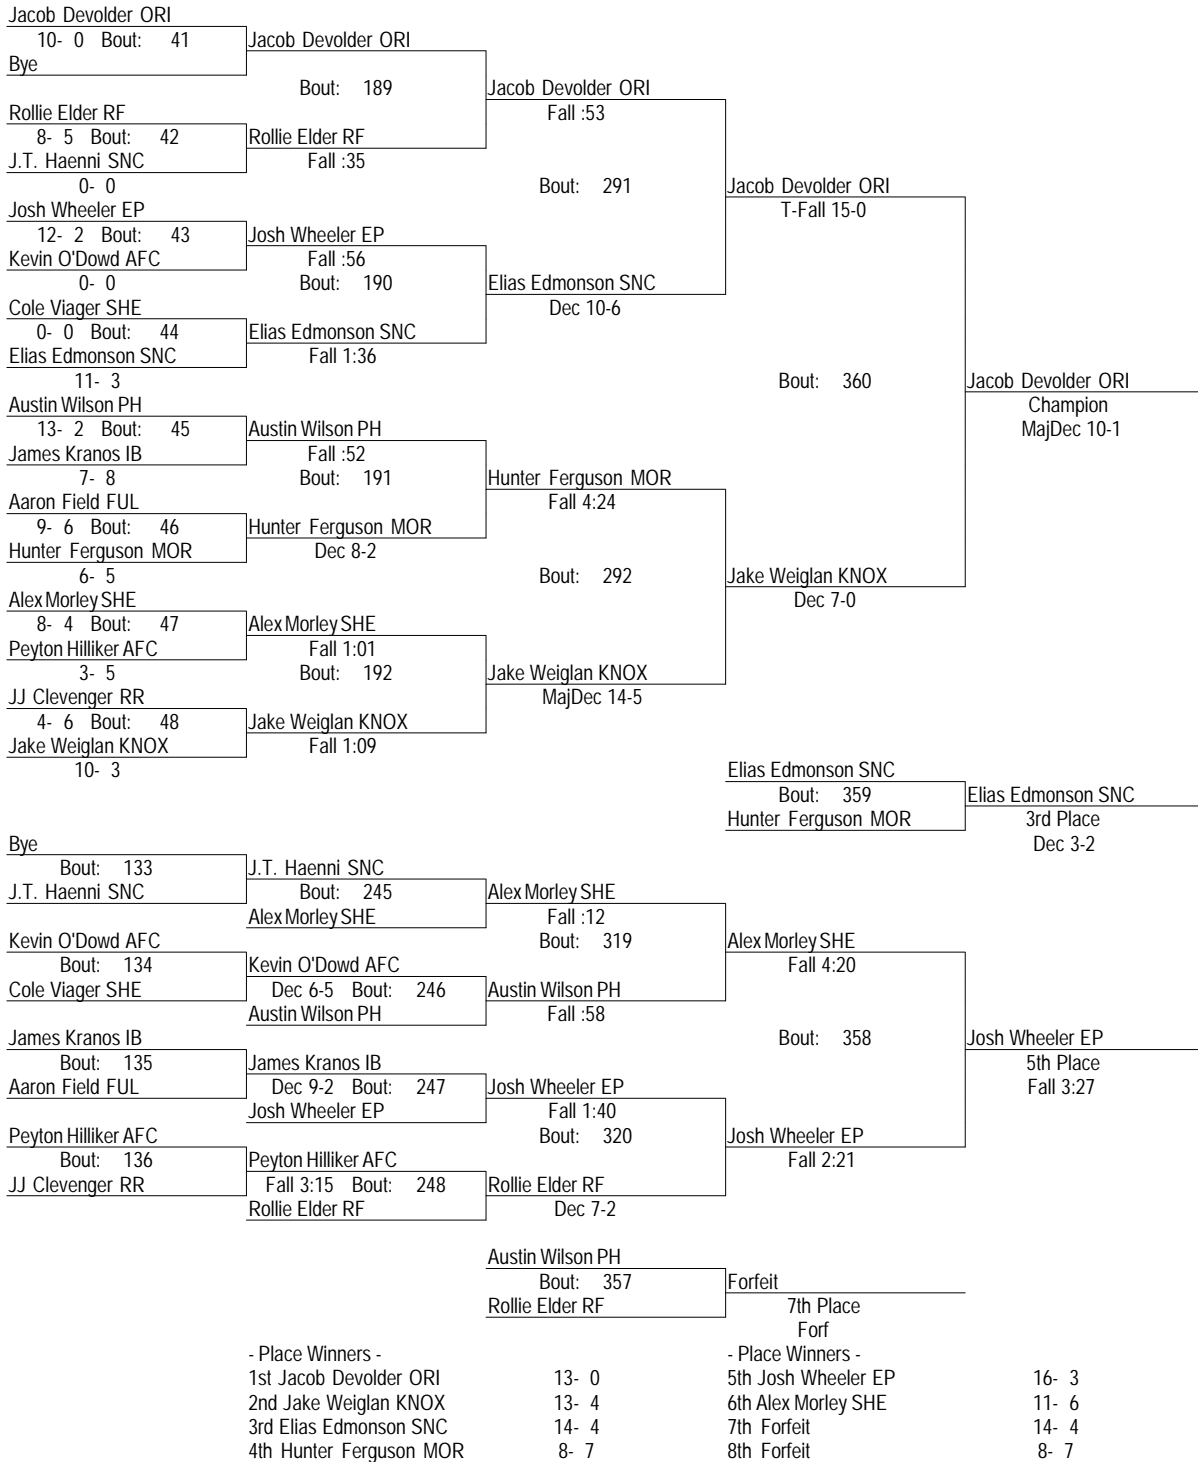 Jacob Devolder ORI
10- 0 Bout: 41 Jacob Devolder ORI
Bye
Bout: 189 Jacob Devolder ORI
Rollie Elder RF Fall :53
8- 5 Bout: 42 Rollie Elder RF
J.T. Haenni SNC Fall :35
0- 0 Bout: 291 Jacob Devolder ORI
Josh Wheeler EP T-Fall 15-0
12- 2 Bout: 43 Josh Wheeler EP
Kevin O'Dowd AFC Fall :56
0- 0 Bout: 190 Elias Edmonson SNC
Cole Viager SHE Dec 10-6
0- 0 Bout: 44 Elias Edmonson SNC
Elias Edmonson SNC Fall 1:36
11- 3 Bout: 360 Jacob Devolder ORI
Austin Wilson PH Champion
13- 2 Bout: 45 Austin Wilson PH MajDec 10-1
James Kranos IB Fall :52
7- 8 Bout: 191 Hunter Ferguson MOR
Aaron Field FUL Fall 4:24
9- 6 Bout: 46 Hunter Ferguson MOR
Hunter Ferguson MOR Dec 8-2
6- 5 Bout: 292 Jake Weiglan KNOX
Alex Morley SHE Dec 7-0
8- 4 Bout: 47 Alex Morley SHE
Peyton Hilliker AFC Fall 1:01
3- 5 Bout: 192 Jake Weiglan KNOX
JJ Clevenger RR MajDec 14-5
4- 6 Bout: 48 Jake Weiglan KNOX
Jake Weiglan KNOX Fall 1:09
10- 3 Elias Edmonson SNC
Bout: 359 Elias Edmonson SNC
Hunter Ferguson MOR 3rd Place
Bye Dec 3-2
Bout: 133 J.T. Haenni SNC
J.T. Haenni SNC Bout: 245 Alex Morley SHE
Alex Morley SHE Fall :12
Kevin O'Dowd AFC Bout: 319 Alex Morley SHE
Bout: 134 Kevin O'Dowd AFC Fall 4:20
Cole Viager SHE Dec 6-5 Bout: 246 Austin Wilson PH
Austin Wilson PH Fall :58
James Kranos IB Bout: 358 Josh Wheeler EP
Bout: 135 James Kranos IB 5th Place
Aaron Field FUL Dec 9-2 Bout: 247 Josh Wheeler EP Fall 3:27
Josh Wheeler EP Fall 1:40
Peyton Hilliker AFC Bout: 320 Josh Wheeler EP
Bout: 136 Peyton Hilliker AFC Fall 2:21
JJ Clevenger RR Fall 3:15 Bout: 248 Rollie Elder RF
Rollie Elder RF Dec 7-2
Austin Wilson PH
Bout: 357 Forfeit
Rollie Elder RF 7th Place
Forf
- Place Winners - - Place Winners -
1st Jacob Devolder ORI 13- 0 5th Josh Wheeler EP 16- 3
2nd Jake Weiglan KNOX 13- 4 6th Alex Morley SHE 11- 6
3rd Elias Edmonson SNC 14- 4 7th Forfeit 14- 4
4th Hunter Ferguson MOR 8- 7 8th Forfeit 8- 7